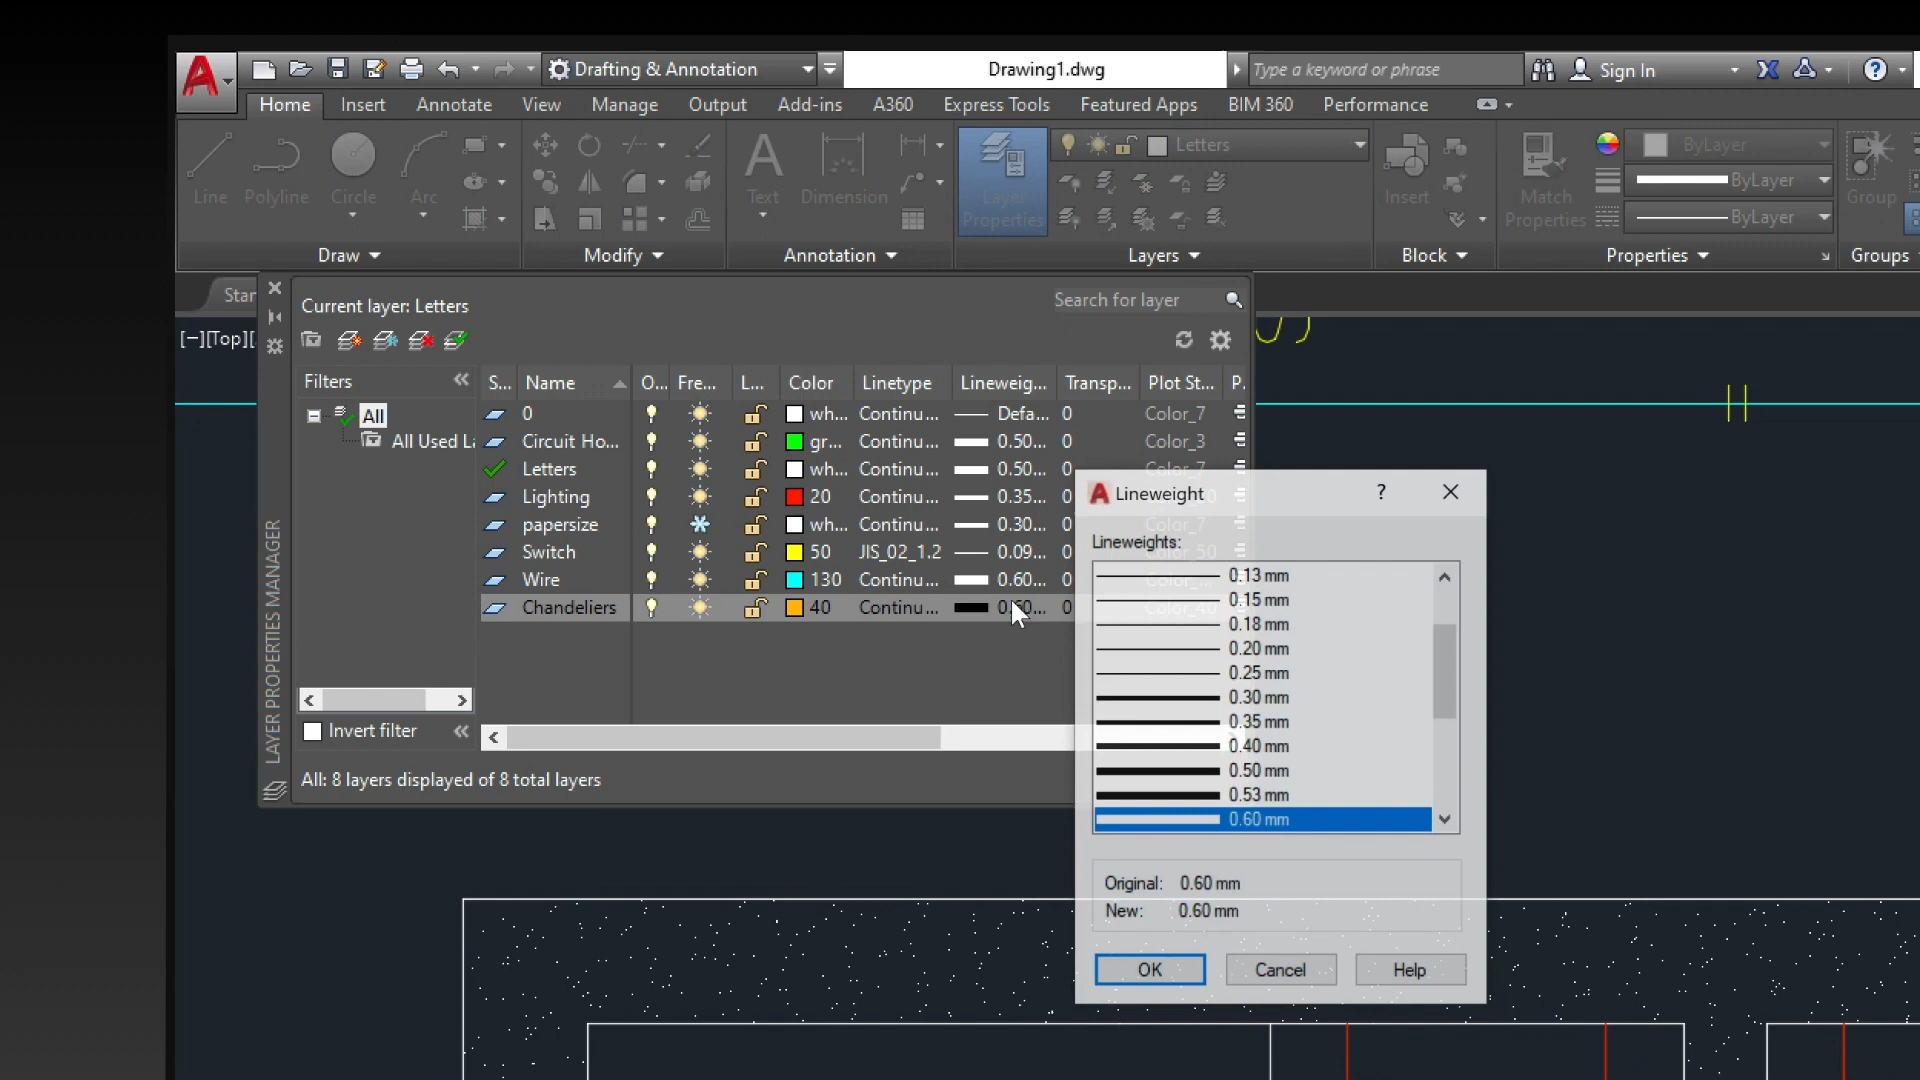 Drafting & Annotation
Drawing1.dwg
Type a keyword or phrase
Sign In
Home Insert Annotate View Manage Output Add-ins A360 Express Tools Featured Apps BIM 360 Performance
Letters
ByLayer
ByLayer
ByLayer
Line Polyline Circle Arc
Text Dimension
Layer Properties
Insert
Match Properties
Group
Draw Modify Annotation Layers Block Properties Groups
Star
[−][Top][
Current layer: Letters
Search for layer
Filters
S... Name O... Fre... L... Color Linetype Lineweig... Transp... Plot St... P.
All
All Used La
0 wh... Continu... Defa... 0 Color_7
Circuit Ho... gr... Continu... 0.50... 0 Color_3
Letters wh... Continu... 0.50... 0 Color_7
Lighting 20 Continu... 0.35... 0
papersize wh... Continu... 0.30... 0 Color_7
Switch 50 JIS_02_1.2 0.09... 0 Color_50
Wire 130 Continu... 0.60... 0 Color_...
Chandeliers 40 Continu... 0.60... 0 Color_40
Invert filter
All: 8 layers displayed of 8 total layers
LAYER PROPERTIES MANAGER
Lineweight
?
Lineweights:
0.13 mm
0.15 mm
0.18 mm
0.20 mm
0.25 mm
0.30 mm
0.35 mm
0.40 mm
0.50 mm
0.53 mm
0.60 mm
Original: 0.60 mm
New: 0.60 mm
OK Cancel Help